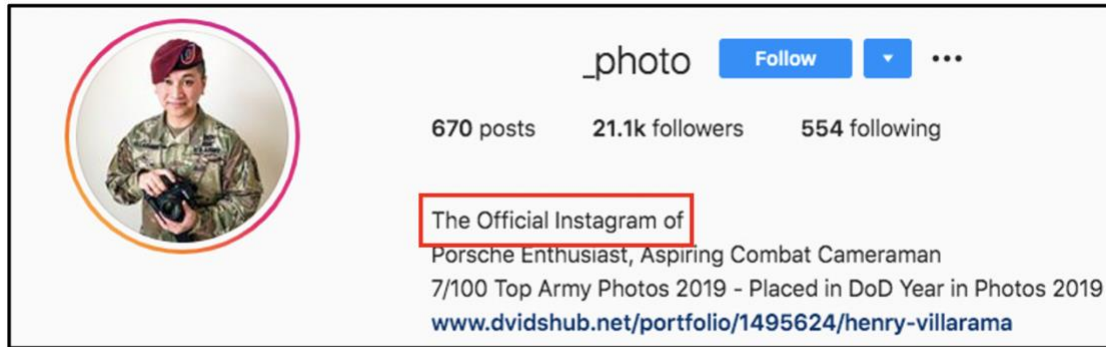 _photo Follow
670 posts 21.1k followers 554 following
The Official Instagram of
Porsche Enthusiast, Aspiring Combat Cameraman
7/100 Top Army Photos 2019 - Placed in DoD Year in Photos 2019
www.dvidshub.net/portfolio/1495624/henry-villarama